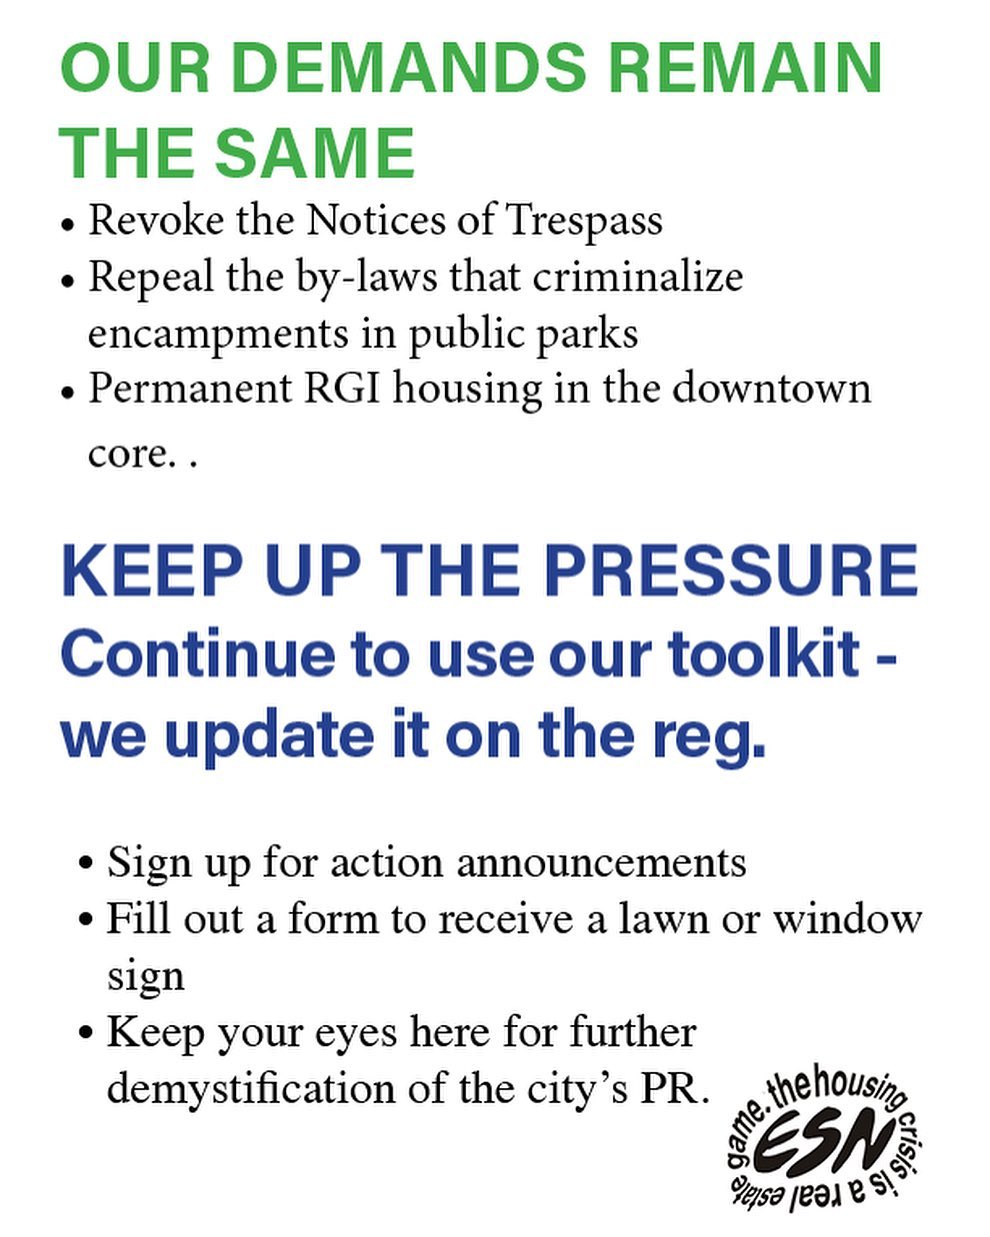 OUR DEMANDS REMAIN
THE SAME
• Revoke the Notices of Trespass
• Repeal the by-laws that criminalize
encampments in public parks
• Permanent RGI housing in the downtown
core. .
KEEP UP THE PRESSURE
Continue to use our toolkit -
we update it on the reg.
• Sign up for action announcements
• Fill out a form to receive a lawn or window
sign
• Keep your eyes here for further
demystification of the city’s PR.
the housing crisis is a real estate game.
ESN